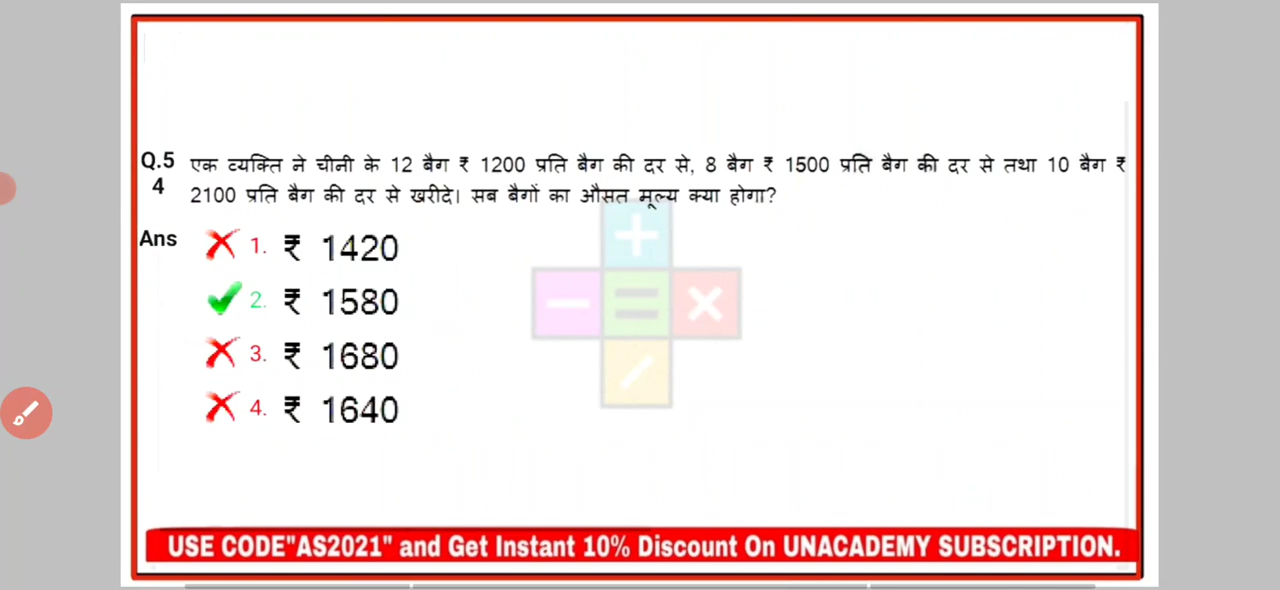 Q.5 एक व्यक्ति ने चीनी के 12 बैग ₹ 1200 प्रति बैग की दर से, 8 बैग ₹ 1500 प्रति बैग की दर से तथा 10 बैग ₹
4 2100 प्रति बैग की दर से खरीदे। सब बैगों का औसत मूल्य क्या होगा?
Ans 1. ₹ 1420
2. ₹ 1580
3. ₹ 1680
4. ₹ 1640
USE CODE"AS2021" and Get Instant 10% Discount On UNACADEMY SUBSCRIPTION.